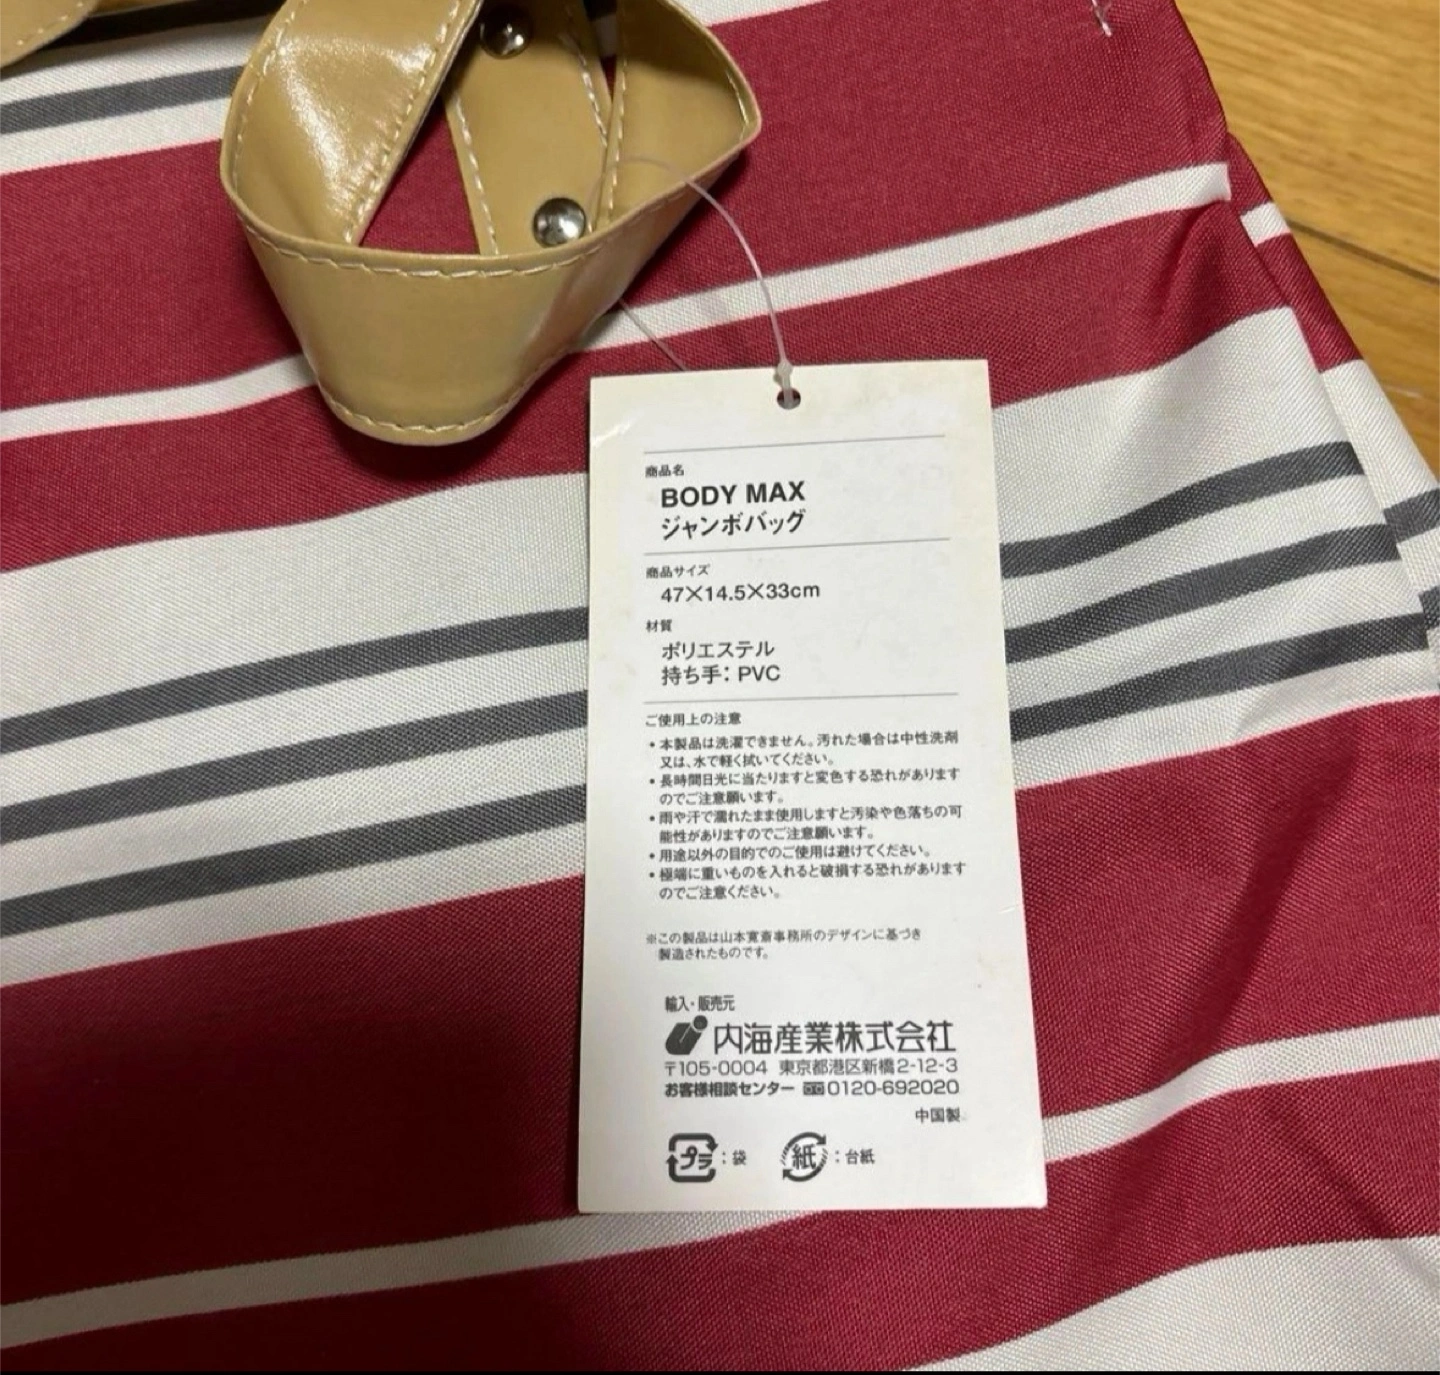 商品名
BODY MAX
ジャンボバッグ
商品サイズ
47×14.5×33cm
材質
ポリエステル
持ち手：PVC
ご使用上の注意
・本製品は洗濯できません。汚れた場合は中性洗剤
又は、水で軽く拭いてください。
・長時間日光に当たりますと変色する恐れがあります
のでご注意願います。
・雨や汗で濡れたまま使用しますと汚染や色落ちの可
能性がありますのでご注意願います。
・用途以外の目的でのご使用は避けてください。
・極端に重いものを入れると破損する恐れがあります
のでご注意ください。
※この製品は山本寛斎事務所のデザインに基づき
製造されたものです。
輸入・販売元
内海産業株式会社
〒105-0004 東京都港区新橋2-12-3
お客様相談センター 0120-692020
中国製
プラ：袋 紙：台紙